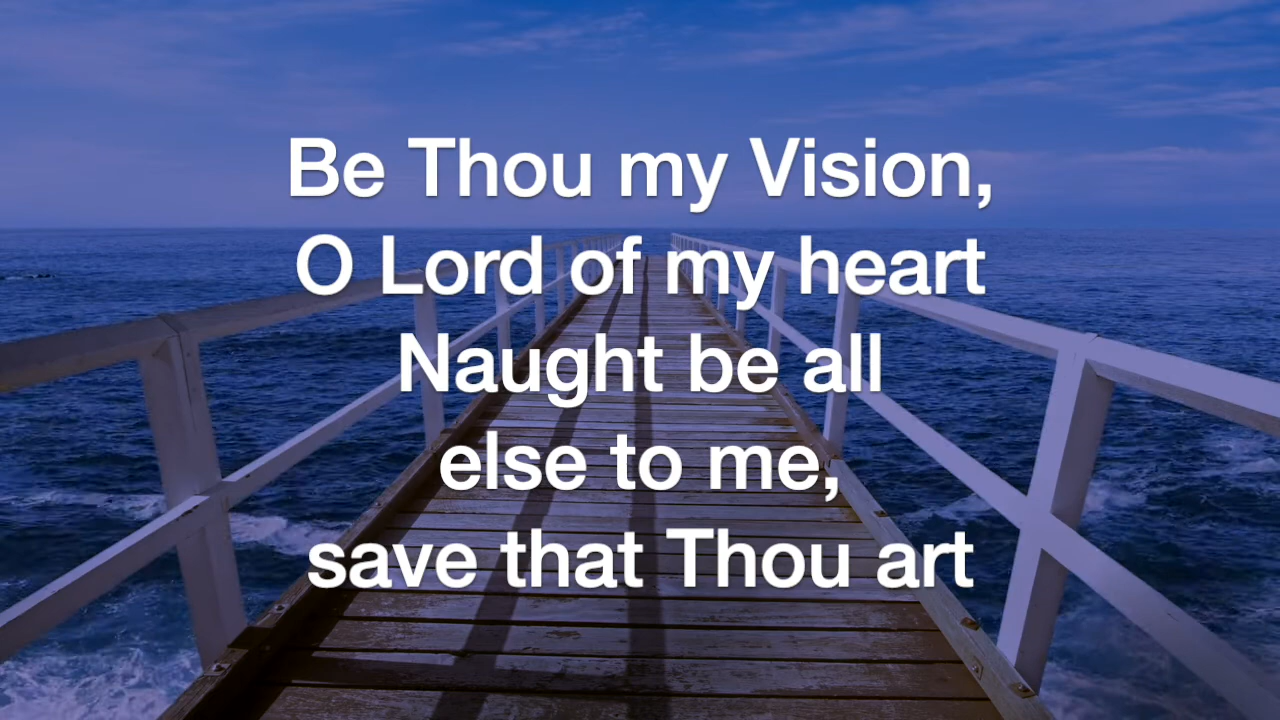 Be Thou my Vision,
O Lord of my heart
Naught be all
else to me,
save that Thou art